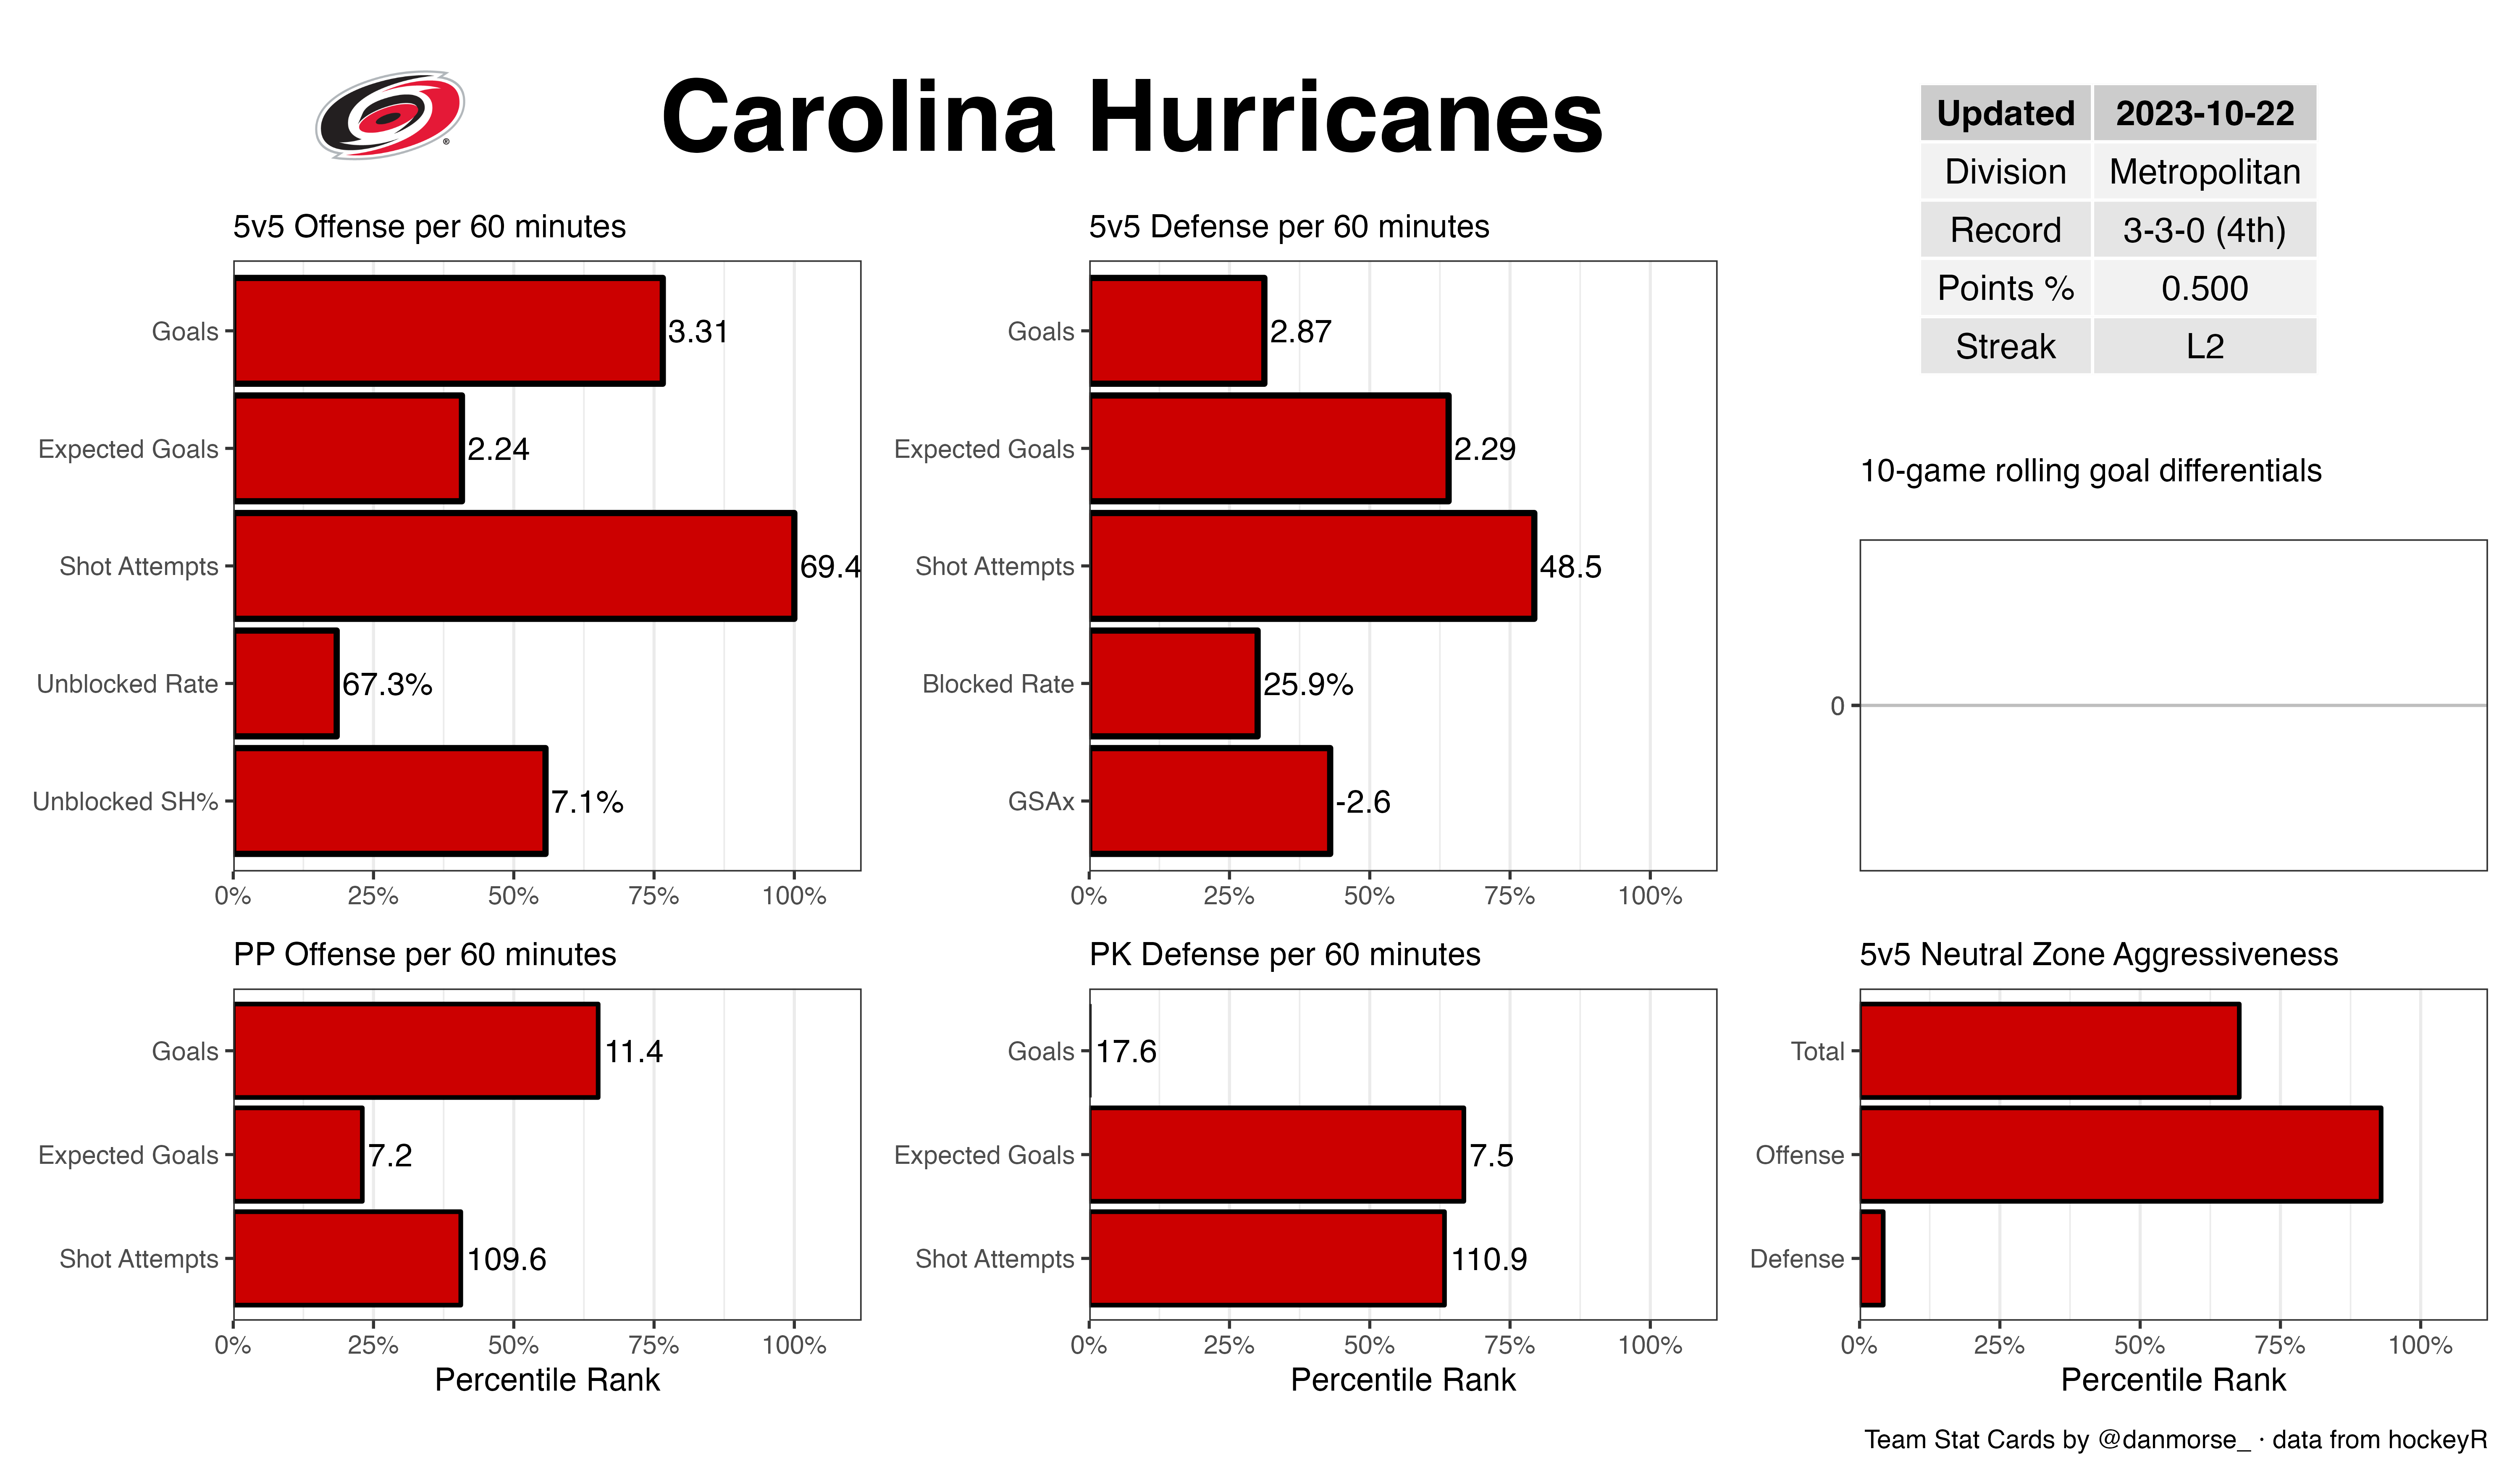 Carolina Hurricanes
Updated 2023-10-22
Division Metropolitan
Record 3-3-0 (4th)
Points % 0.500
Streak L2
5v5 Offense per 60 minutes
Goals 3.31
Expected Goals 2.24
Shot Attempts 69.4
Unblocked Rate 67.3%
Unblocked SH% 7.1%
0% 25% 50% 75% 100%
5v5 Defense per 60 minutes
Goals 2.87
Expected Goals 2.29
Shot Attempts 48.5
Blocked Rate 25.9%
GSAx -2.6
0% 25% 50% 75% 100%
10-game rolling goal differentials
0
PP Offense per 60 minutes
Goals 11.4
Expected Goals 7.2
Shot Attempts 109.6
0% 25% 50% 75% 100%
Percentile Rank
PK Defense per 60 minutes
Goals 17.6
Expected Goals 7.5
Shot Attempts 110.9
0% 25% 50% 75% 100%
Percentile Rank
5v5 Neutral Zone Aggressiveness
Total
Offense
Defense
0% 25% 50% 75% 100%
Percentile Rank
Team Stat Cards by @danmorse_ · data from hockeyR